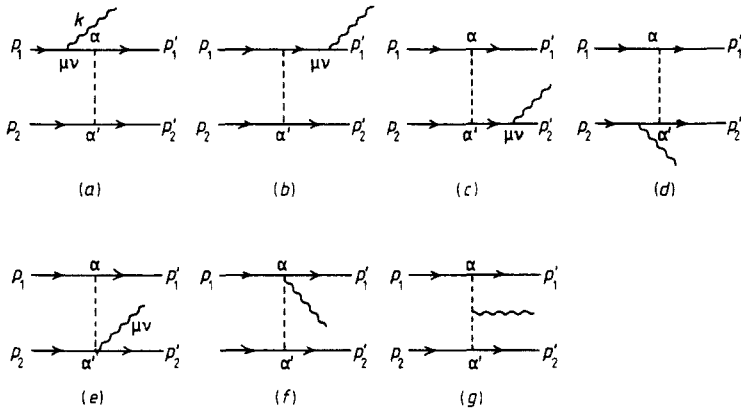 k
α
p₁
μν
p₁'
p₂
α'
p₂'
(a)
p₁
μν
p₁'
p₂
α'
p₂'
(b)
p₁
α
p₁'
p₂
α'
μν
p₂'
(c)
p₁
α
p₁'
p₂
α'
p₂'
(d)
p₁
α
p₁'
μν
p₂
α'
p₂'
(e)
p₁
α
p₁'
p₂
α'
p₂'
(f)
p₁
α
p₁'
p₂
α'
p₂'
(g)